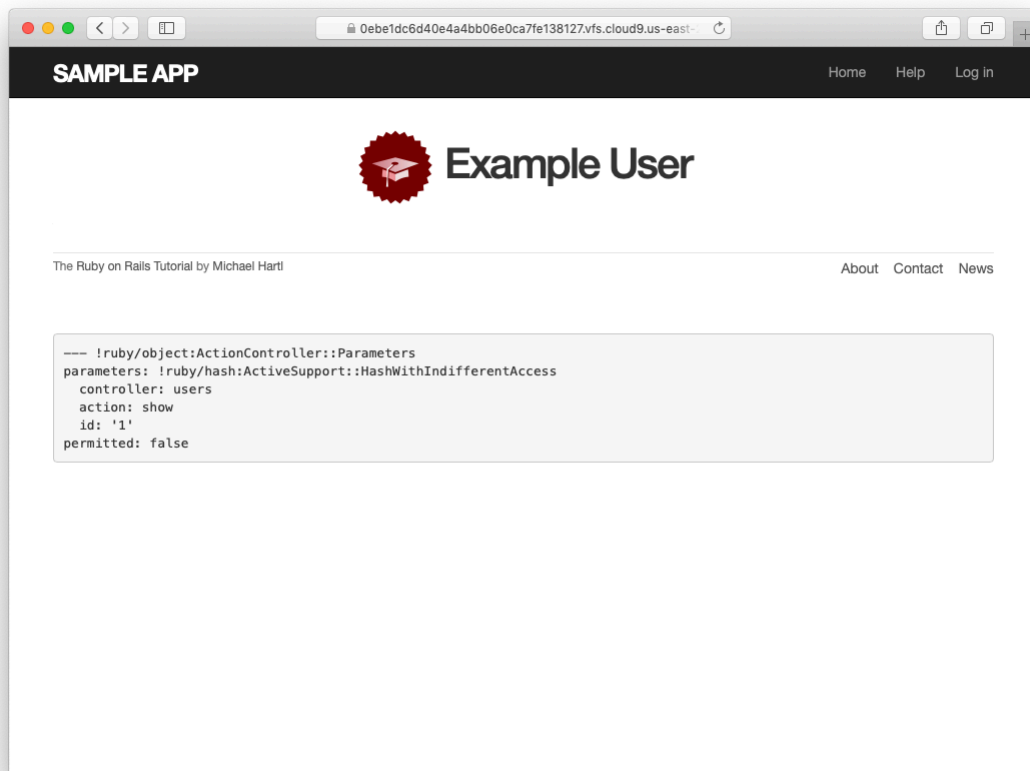 0ebe1dc6d40e4a4bb06e0ca7fe138127.vfs.cloud9.us-east-
SAMPLE APP Home Help Log in
Example User
The Ruby on Rails Tutorial by Michael Hartl About Contact News
--- !ruby/object:ActionController::Parameters
parameters: !ruby/hash:ActiveSupport::HashWithIndifferentAccess
  controller: users
  action: show
  id: '1'
permitted: false